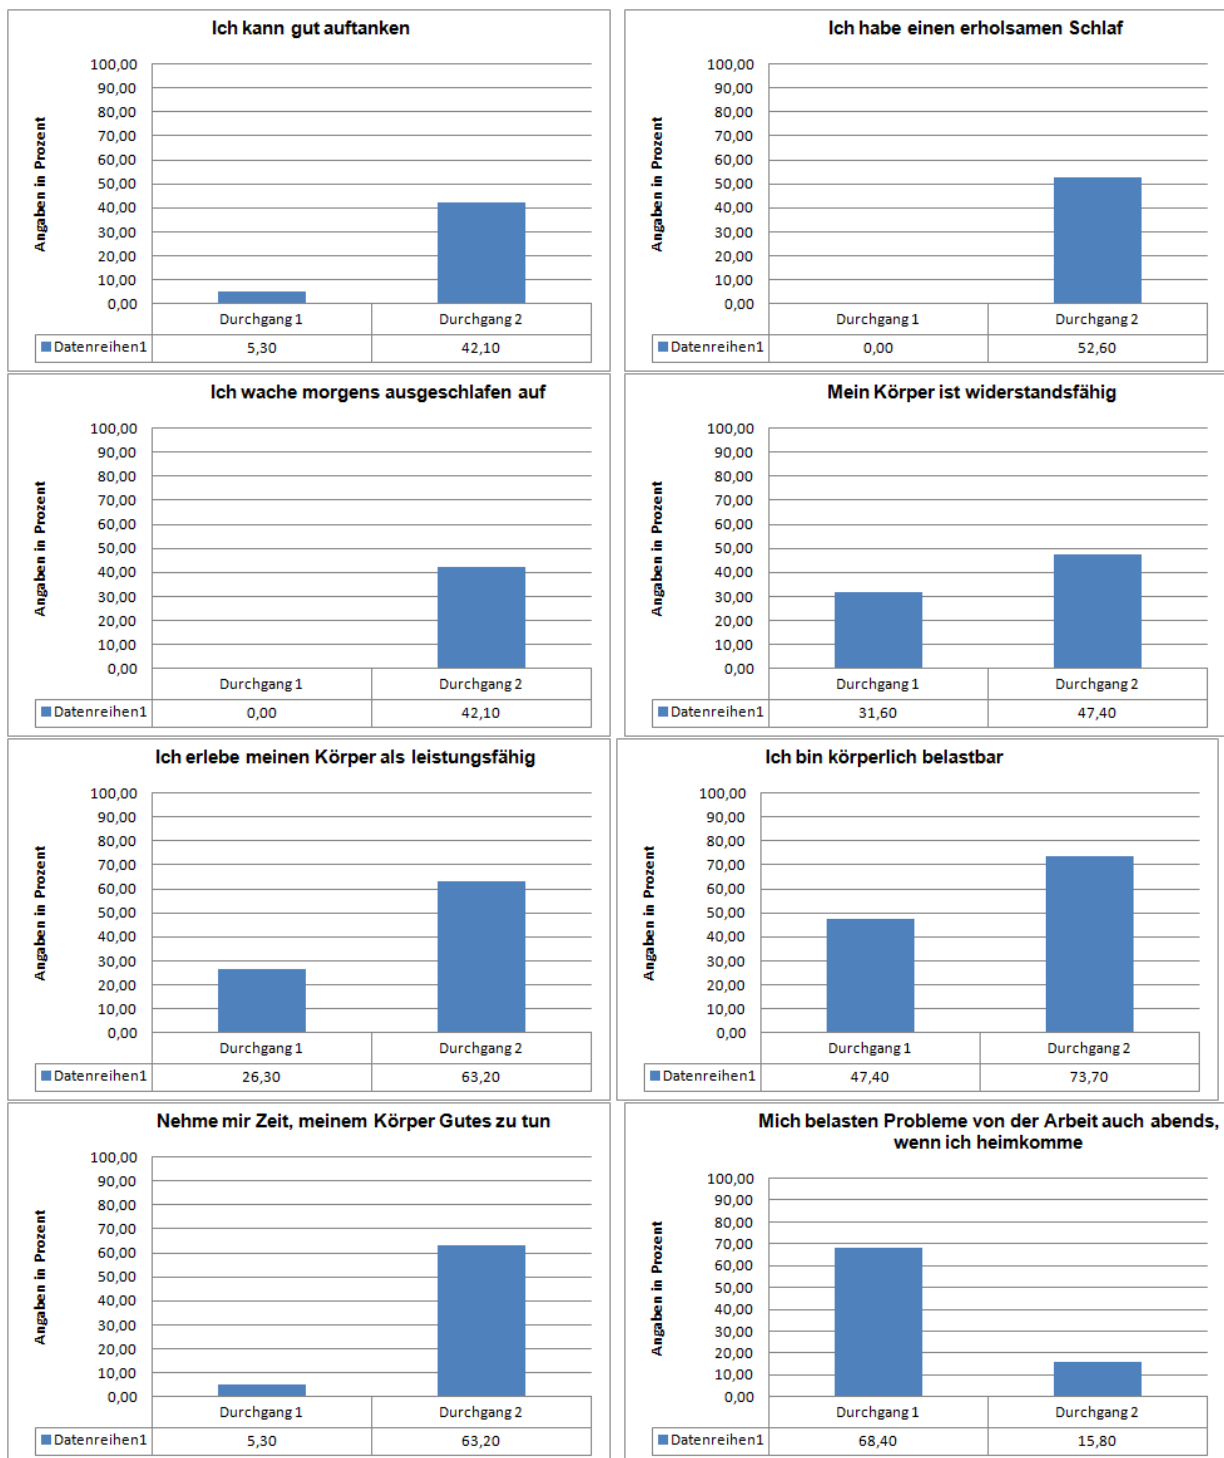 Ich kann gut auftanken
Angaben in Prozent
100,00
90,00
80,00
70,00
60,00
50,00
40,00
30,00
20,00
10,00
0,00
Durchgang 1 Durchgang 2
Datenreihen1 5,30 42,10
Ich habe einen erholsamen Schlaf
Angaben in Prozent
100,00
90,00
80,00
70,00
60,00
50,00
40,00
30,00
20,00
10,00
0,00
Durchgang 1 Durchgang 2
Datenreihen1 0,00 52,60
Ich wache morgens ausgeschlafen auf
Angaben in Prozent
100,00
90,00
80,00
70,00
60,00
50,00
40,00
30,00
20,00
10,00
0,00
Durchgang 1 Durchgang 2
Datenreihen1 0,00 42,10
Mein Körper ist widerstandsfähig
Angaben in Prozent
100,00
90,00
80,00
70,00
60,00
50,00
40,00
30,00
20,00
10,00
0,00
Durchgang 1 Durchgang 2
Datenreihen1 31,60 47,40
Ich erlebe meinen Körper als leistungsfähig
Angaben in Prozent
100,00
90,00
80,00
70,00
60,00
50,00
40,00
30,00
20,00
10,00
0,00
Durchgang 1 Durchgang 2
Datenreihen1 26,30 63,20
Ich bin körperlich belastbar
Angaben in Prozent
100,00
90,00
80,00
70,00
60,00
50,00
40,00
30,00
20,00
10,00
0,00
Durchgang 1 Durchgang 2
Datenreihen1 47,40 73,70
Nehme mir Zeit, meinem Körper Gutes zu tun
Angaben in Prozent
100,00
90,00
80,00
70,00
60,00
50,00
40,00
30,00
20,00
10,00
0,00
Durchgang 1 Durchgang 2
Datenreihen1 5,30 63,20
Mich belasten Probleme von der Arbeit auch abends,
wenn ich heimkomme
Angaben in Prozent
100,00
90,00
80,00
70,00
60,00
50,00
40,00
30,00
20,00
10,00
0,00
Durchgang 1 Durchgang 2
Datenreihen1 68,40 15,80